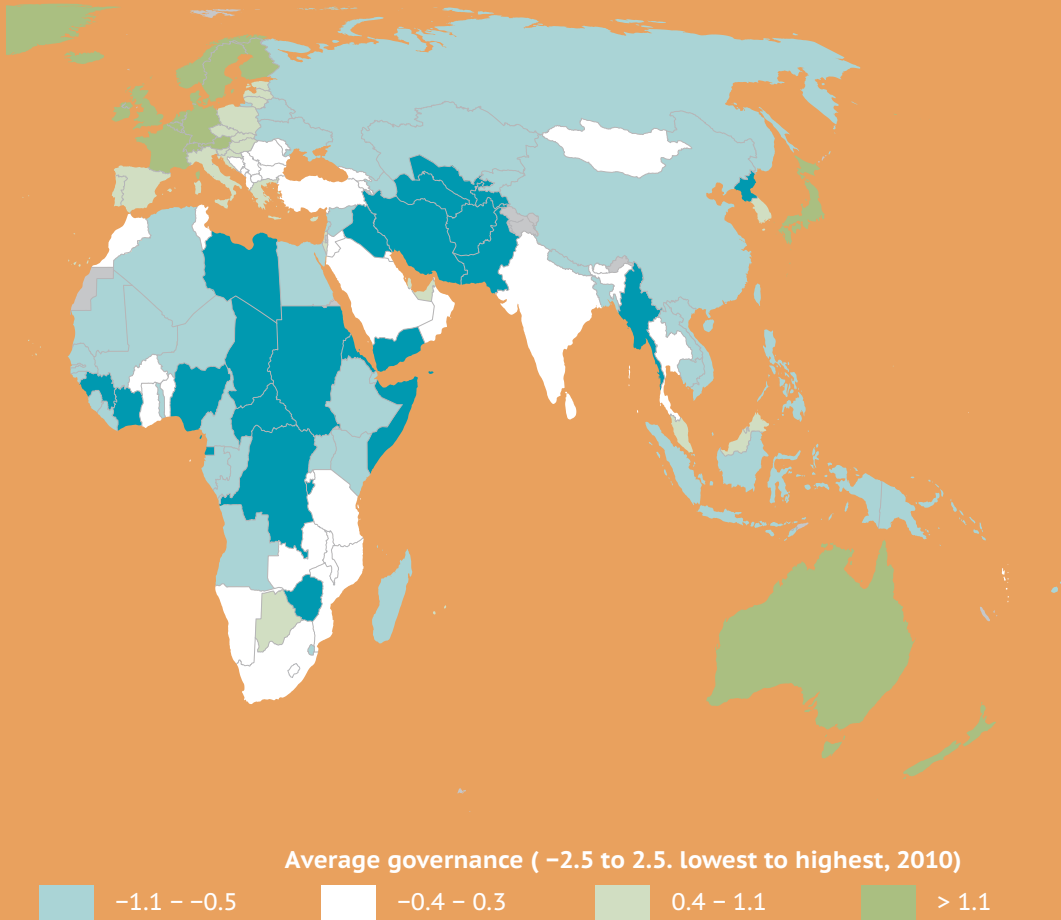 Average governance ( −2.5 to 2.5. lowest to highest, 2010)
−1.1 – −0.5
−0.4 – 0.3
0.4 – 1.1
> 1.1